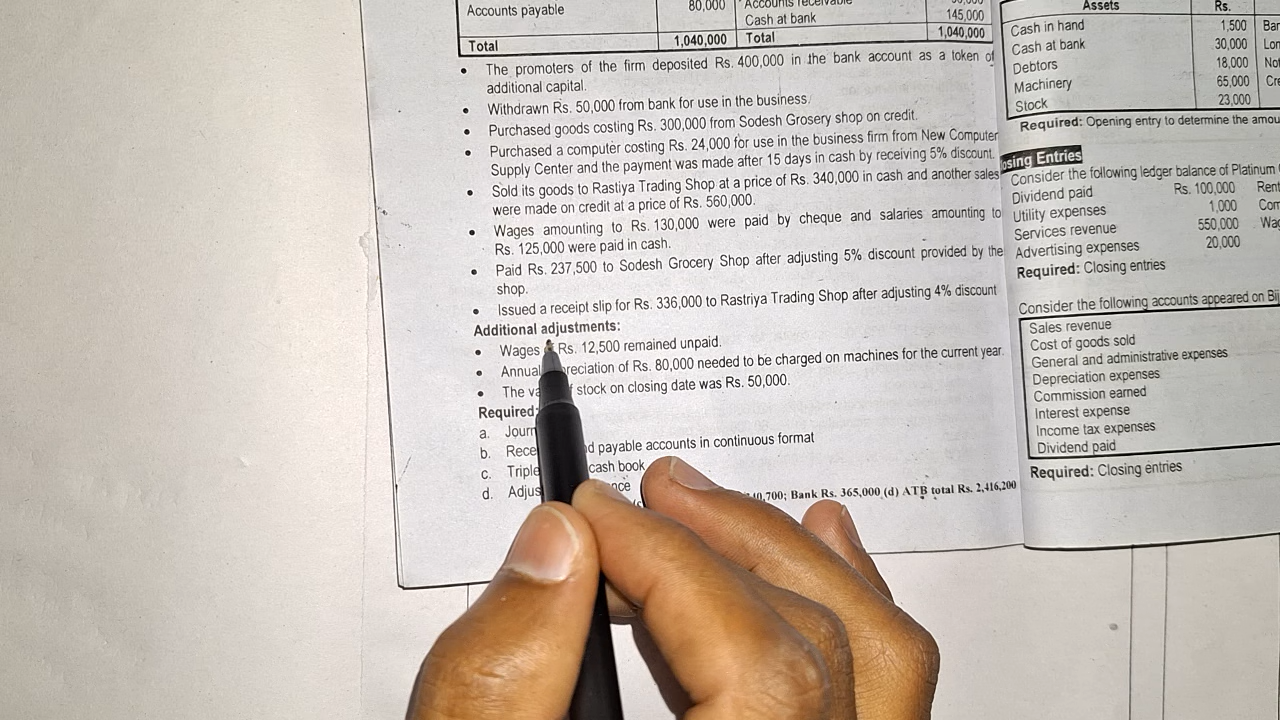 Accounts payable 80,000 Accounts receivable
Cash at bank 145,000
Total 1,040,000 Total 1,040,000
• The promoters of the firm deposited Rs. 400,000 in the bank account as a token of
additional capital.
• Withdrawn Rs. 50,000 from bank for use in the business.
• Purchased goods costing Rs. 300,000 from Sodesh Grosery shop on credit.
• Purchased a computer costing Rs. 24,000 for use in the business firm from New Computer
Supply Center and the payment was made after 15 days in cash by receiving 5% discount.
• Sold its goods to Rastiya Trading Shop at a price of Rs. 340,000 in cash and another sales
were made on credit at a price of Rs. 560,000.
• Wages amounting to Rs. 130,000 were paid by cheque and salaries amounting to
Rs. 125,000 were paid in cash.
• Paid Rs. 237,500 to Sodesh Grocery Shop after adjusting 5% discount provided by the
shop.
• Issued a receipt slip for Rs. 336,000 to Rastriya Trading Shop after adjusting 4% discount
Additional adjustments:
• Wages Rs. 12,500 remained unpaid.
• Annual preciation of Rs. 80,000 needed to be charged on machines for the current year.
• The va stock on closing date was Rs. 50,000.
Required:
a. Journ
b. Rece d payable accounts in continuous format
c. Triple cash book
d. Adjus nce
0,700; Bank Rs. 365,000 (d) ATB total Rs. 2,416,200
Assets Rs.
Cash in hand 1,500 Ban
Cash at bank 30,000 Loa
Debtors 18,000 Not
Machinery 65,000 Cre
Stock 23,000
Required: Opening entry to determine the amou
osing Entries
Consider the following ledger balance of Platinum
Dividend paid Rs. 100,000 Rent
Utility expenses 1,000 Com
Services revenue 550,000 Wag
Advertising expenses 20,000
Required: Closing entries
Consider the following accounts appeared on Bi
Sales revenue
Cost of goods sold
General and administrative expenses
Depreciation expenses
Commission earned
Interest expense
Income tax expenses
Dividend paid
Required: Closing entries